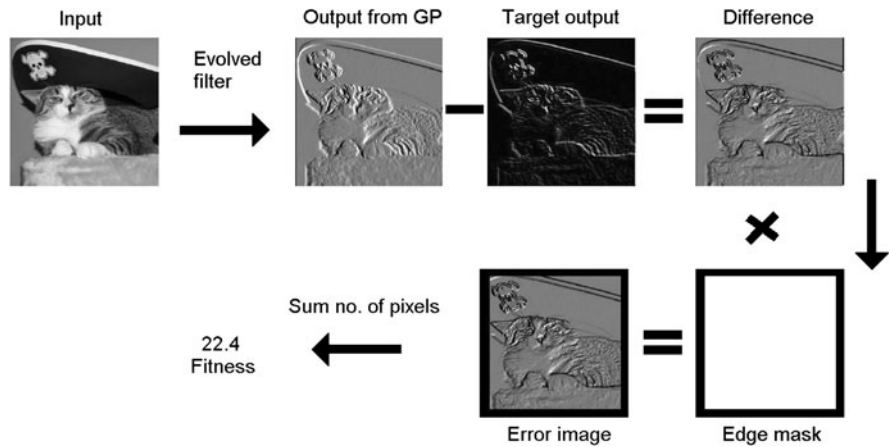 Input
Output from GP
Target output
Difference
Evolved
filter
Sum no. of pixels
22.4
Fitness
Error image
Edge mask